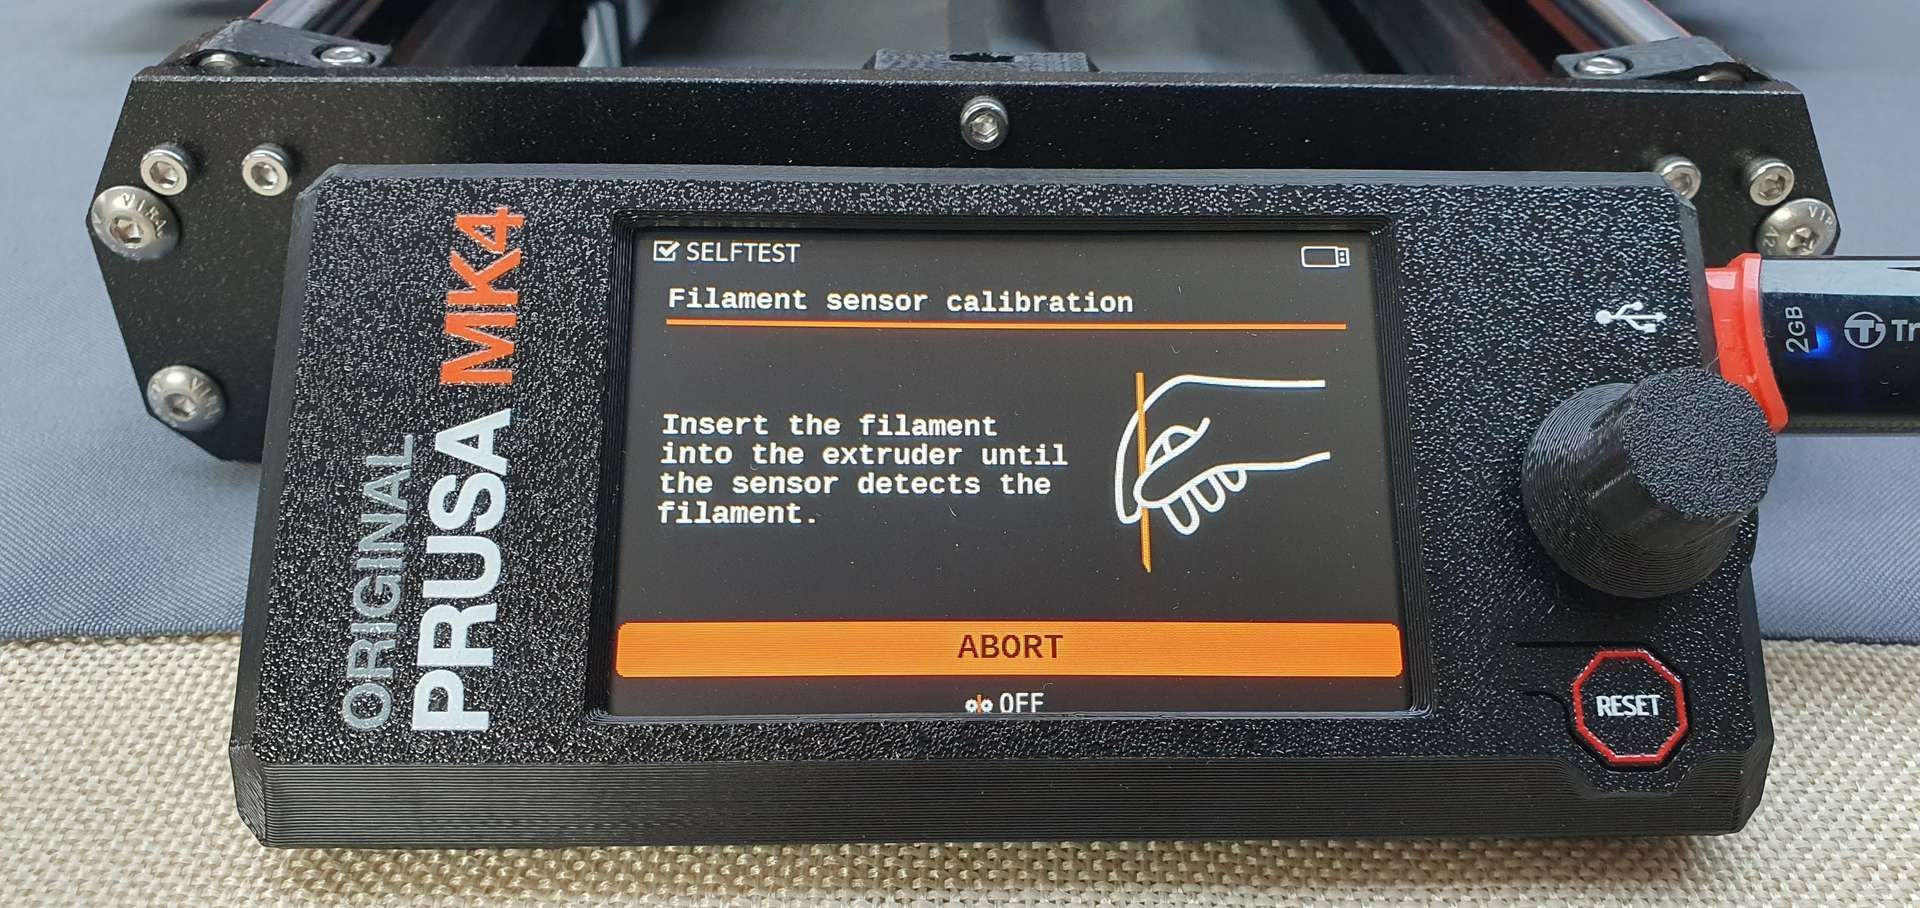 ORIGINAL
PRUSA MK4
SELFTEST
Filament sensor calibration
Insert the filament
into the extruder until
the sensor detects the
filament.
ABORT
OFF
2GB
Tr
RESET